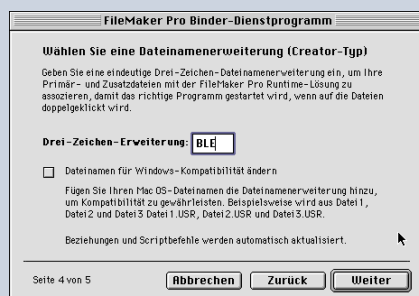 FileMaker Pro Binder-Dienstprogramm
Wählen Sie eine Dateinamenerweiterung (Creator-Typ)
Geben Sie eine eindeutige Drei-Zeichen-Dateinamenerweiterung ein, um Ihre
Primär- und Zusatzdateien mit der FileMaker Pro Runtime-Lösung zu
assoziieren, damit das richtige Programm gestartet wird, wenn auf die Dateien
doppelgeklickt wird.
Drei-Zeichen-Erweiterung: BLE
Dateinamen für Windows-Kompatibilität ändern
Fügen Sie Ihren Mac OS-Dateinamen die Dateinamenerweiterung hinzu,
um Kompatibilität zu gewährleisten. Beispielsweise wird aus Datei1,
Datei2 und Datei3 Datei1.USR, Datei2.USR und Datei3.USR.
Beziehungen und Scriptbefehle werden automatisch aktualisiert.
Seite 4 von 5 Abbrechen Zurück Weiter